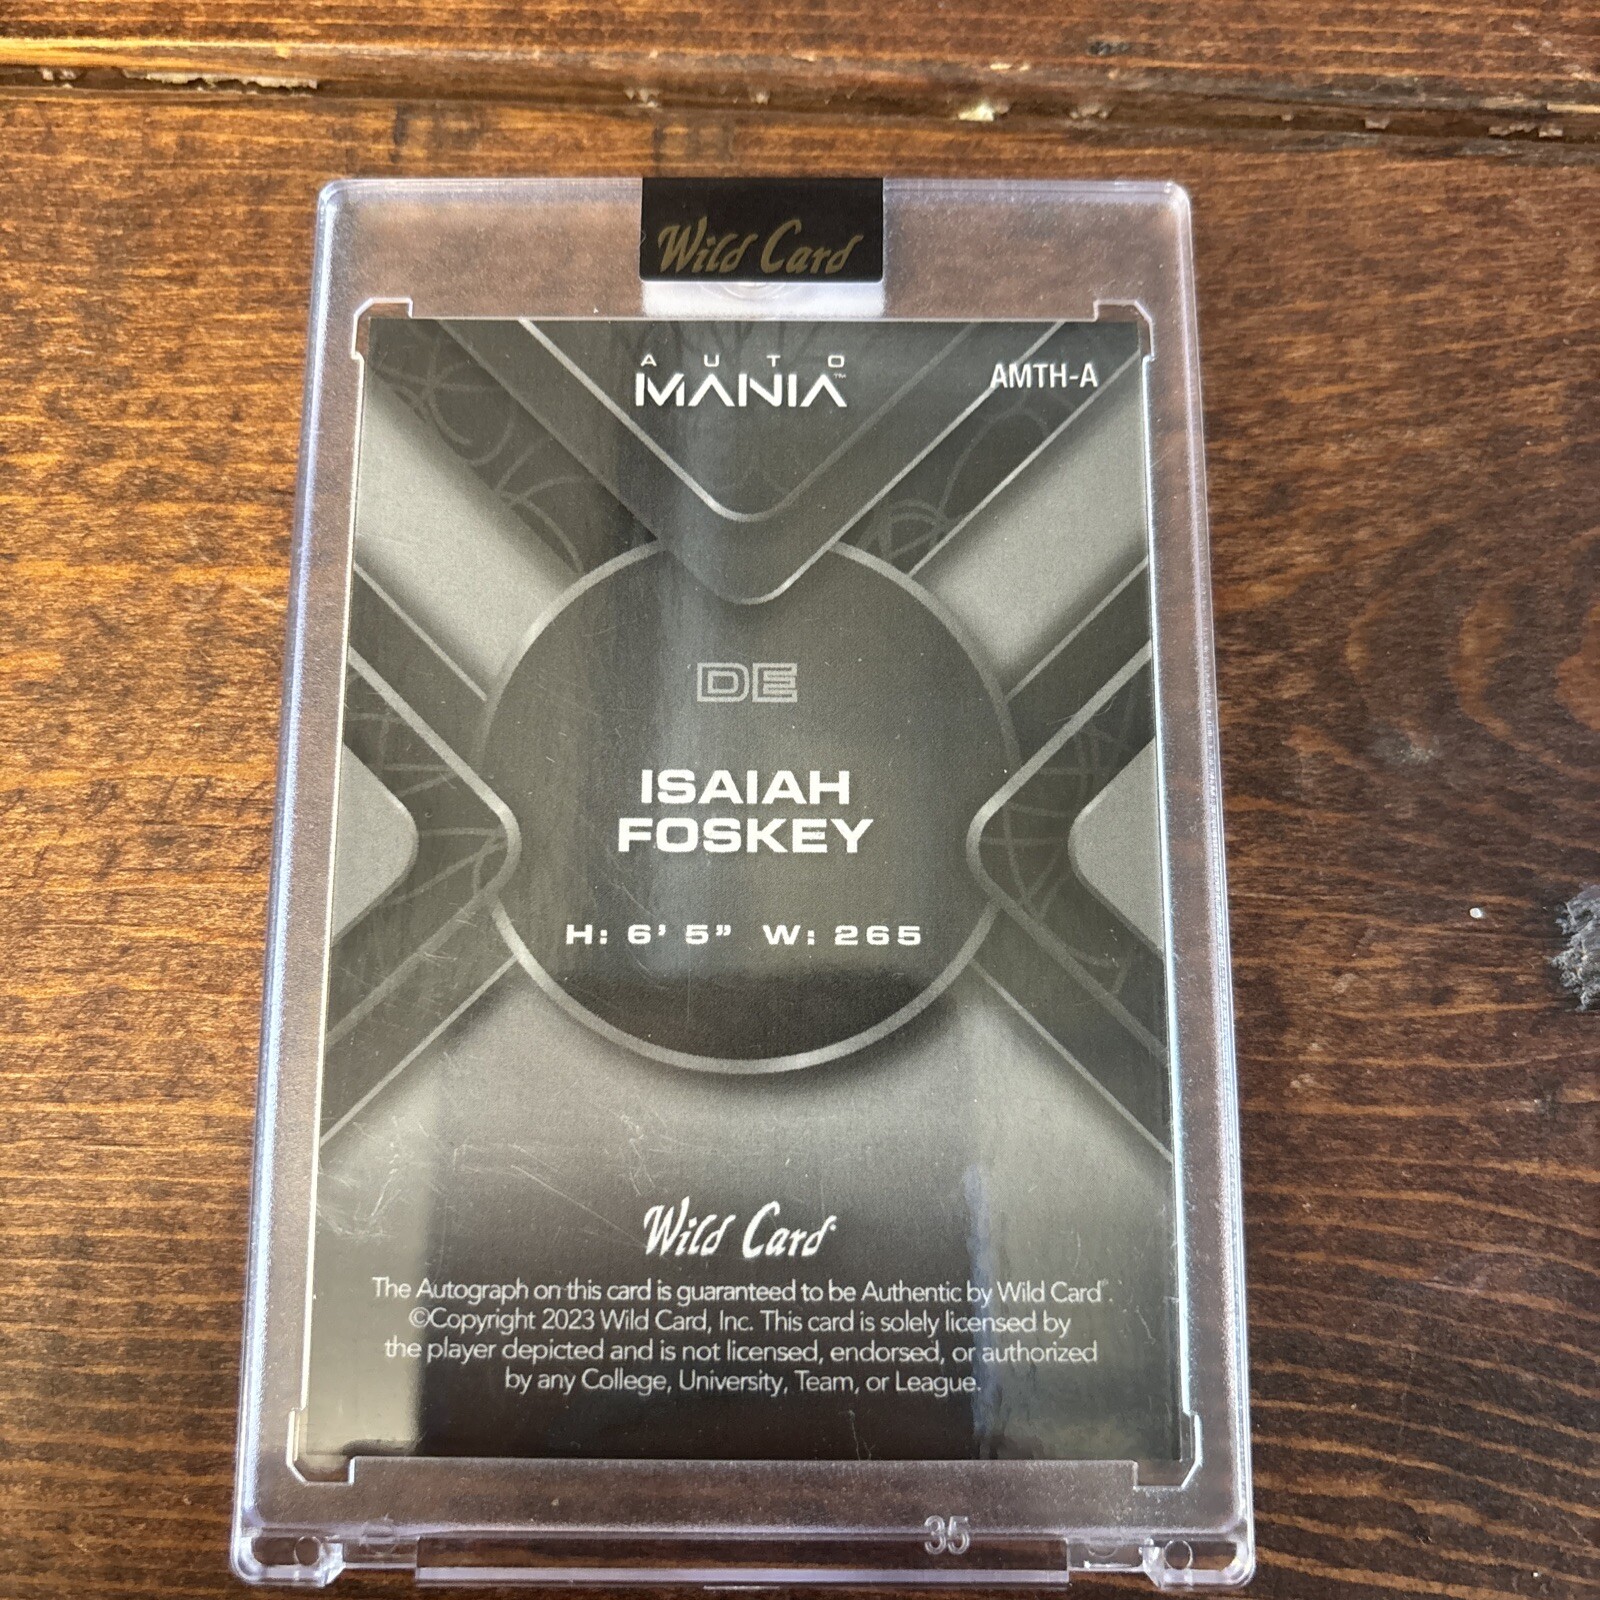 Wild Card
AUTO
MANIA™
AMTH-A
DE
ISAIAH
FOSKEY
H: 6' 5" W: 265
Wild Card®
The Autograph on this card is guaranteed to be Authentic by Wild Card®.
©Copyright 2023 Wild Card, Inc. This card is solely licensed by
the player depicted and is not licensed, endorsed, or authorized
by any College, University, Team, or League.
35